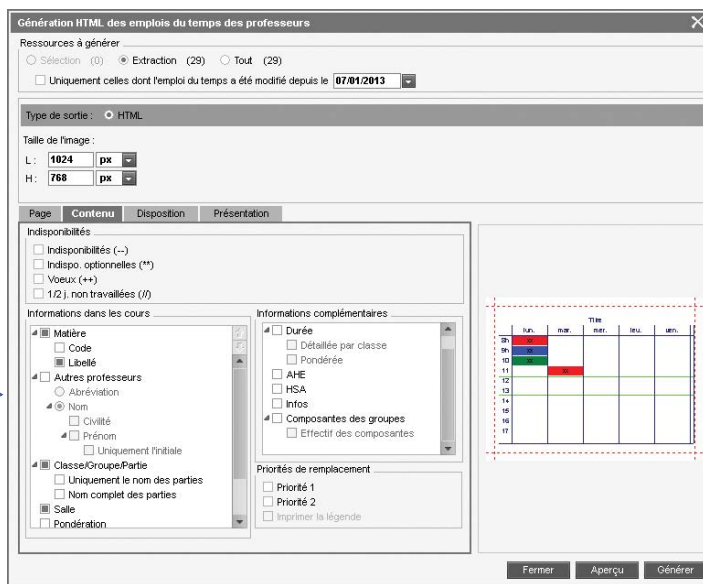 Génération HTML des emplois du temps des professeurs
Ressources à générer
Sélection (0) Extraction (29) Tout (29)
Uniquement celles dont l'emploi du temps a été modifié depuis le 07/01/2013
Type de sortie : HTML
Taille de l'image :
L : 1024 px
H : 768 px
Page Contenu Disposition Présentation
Indisponibilités
Indisponibilités (--)
Indispo. optionnelles (**)
Voeux (++)
1/2 j. non travaillées (//)
Informations dans les cours
Matière
Code
Libellé
Autres professeurs
Abréviation
Nom
Civilité
Prénom
Uniquement l'initiale
Classe/Groupe/Partie
Uniquement le nom des parties
Nom complet des parties
Salle
Pondération
Informations complémentaires
Durée
Détaillée par classe
Pondérée
AHE
HSA
Infos
Composantes des groupes
Effectif des composantes
Priorités de remplacement
Priorité 1
Priorité 2
Imprimer la légende
Titre
lun. mar. mer. jeu. ven.
8h xx
9h xx
10 xx
11 xx
12
13
14
15
16
17
Fermer Aperçu Générer